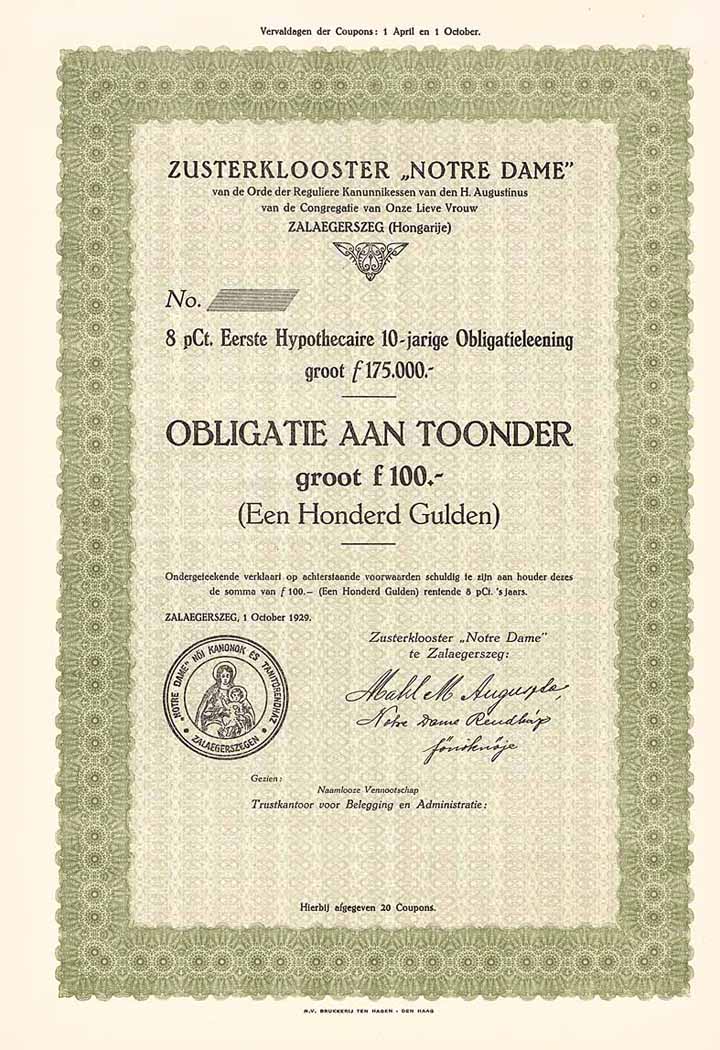 Vervaldagen der Coupons: 1 April en 1 October.
ZUSTERKLOOSTER „NOTRE DAME”
van de Orde der Reguliere Kanunnikessen van den H. Augustinus
van de Congregatie van Onze Lieve Vrouw
ZALAEGERSZEG (Hongarije)
No.
8 pCt. Eerste Hypothecaire 10-jarige Obligatieleening
groot ƒ 175.000.-
OBLIGATIE AAN TOONDER
groot f 100.-
(Een Honderd Gulden)
Ondergeteekende verklaart op achterstaande voorwaarden schuldig te zijn aan houder dezes
de somma van ƒ 100.— (Een Honderd Gulden) rentende 8 pCt. 's jaars.
ZALAEGERSZEG, 1 October 1929.
Zusterklooster „Notre Dame”
te Zalaegerszeg:
Mahl M Auguszta,
Notre Dame Rendház
főnöknője
„NOTRE DAME” NŐI KANONOK ÉS TANITÓRENDHÁZ
ZALAEGERSZEGEN
Gezien:
Naamlooze Vennootschap
Trustkantoor voor Belegging en Administratie:
Hierbij afgegeven 20 Coupons.
N.V. DRUKKERIJ TEN HAGEN - DEN HAAG